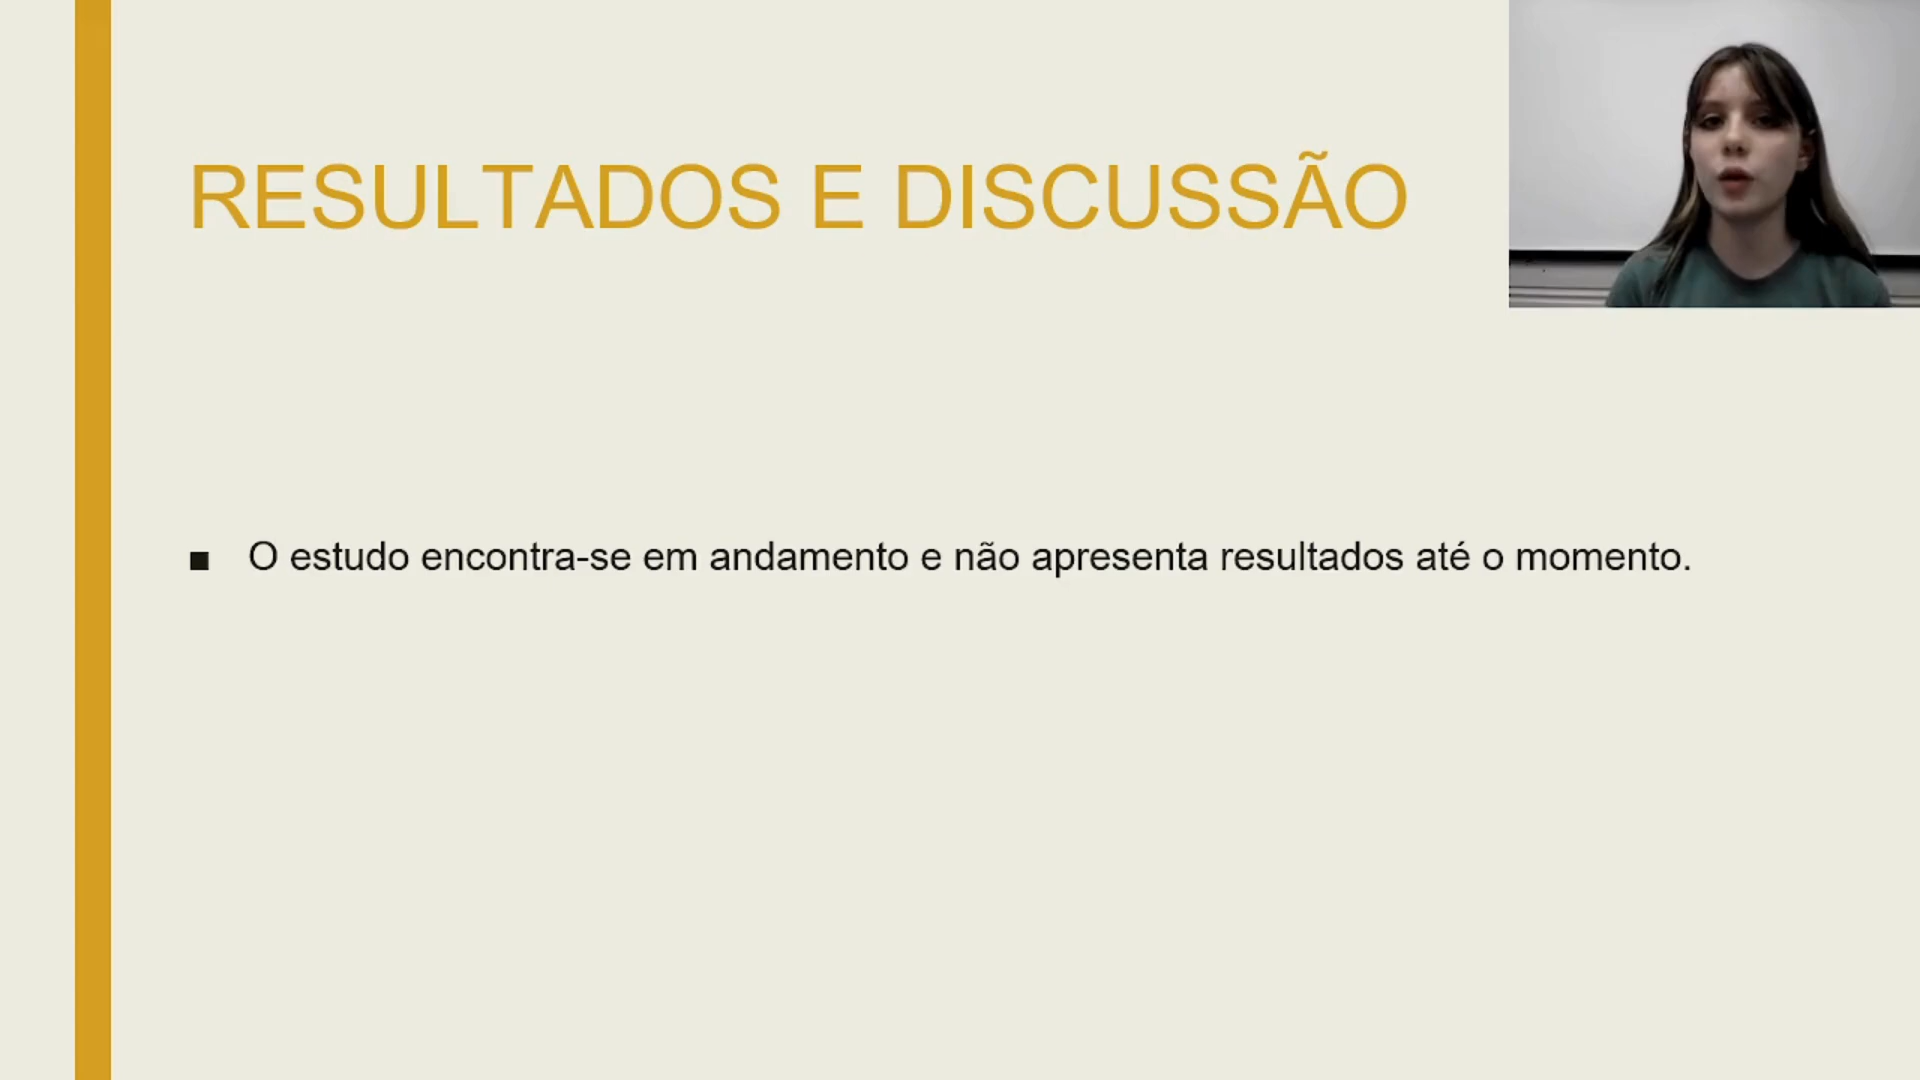 RESULTADOS E DISCUSSÃO
■ O estudo encontra-se em andamento e não apresenta resultados até o momento.